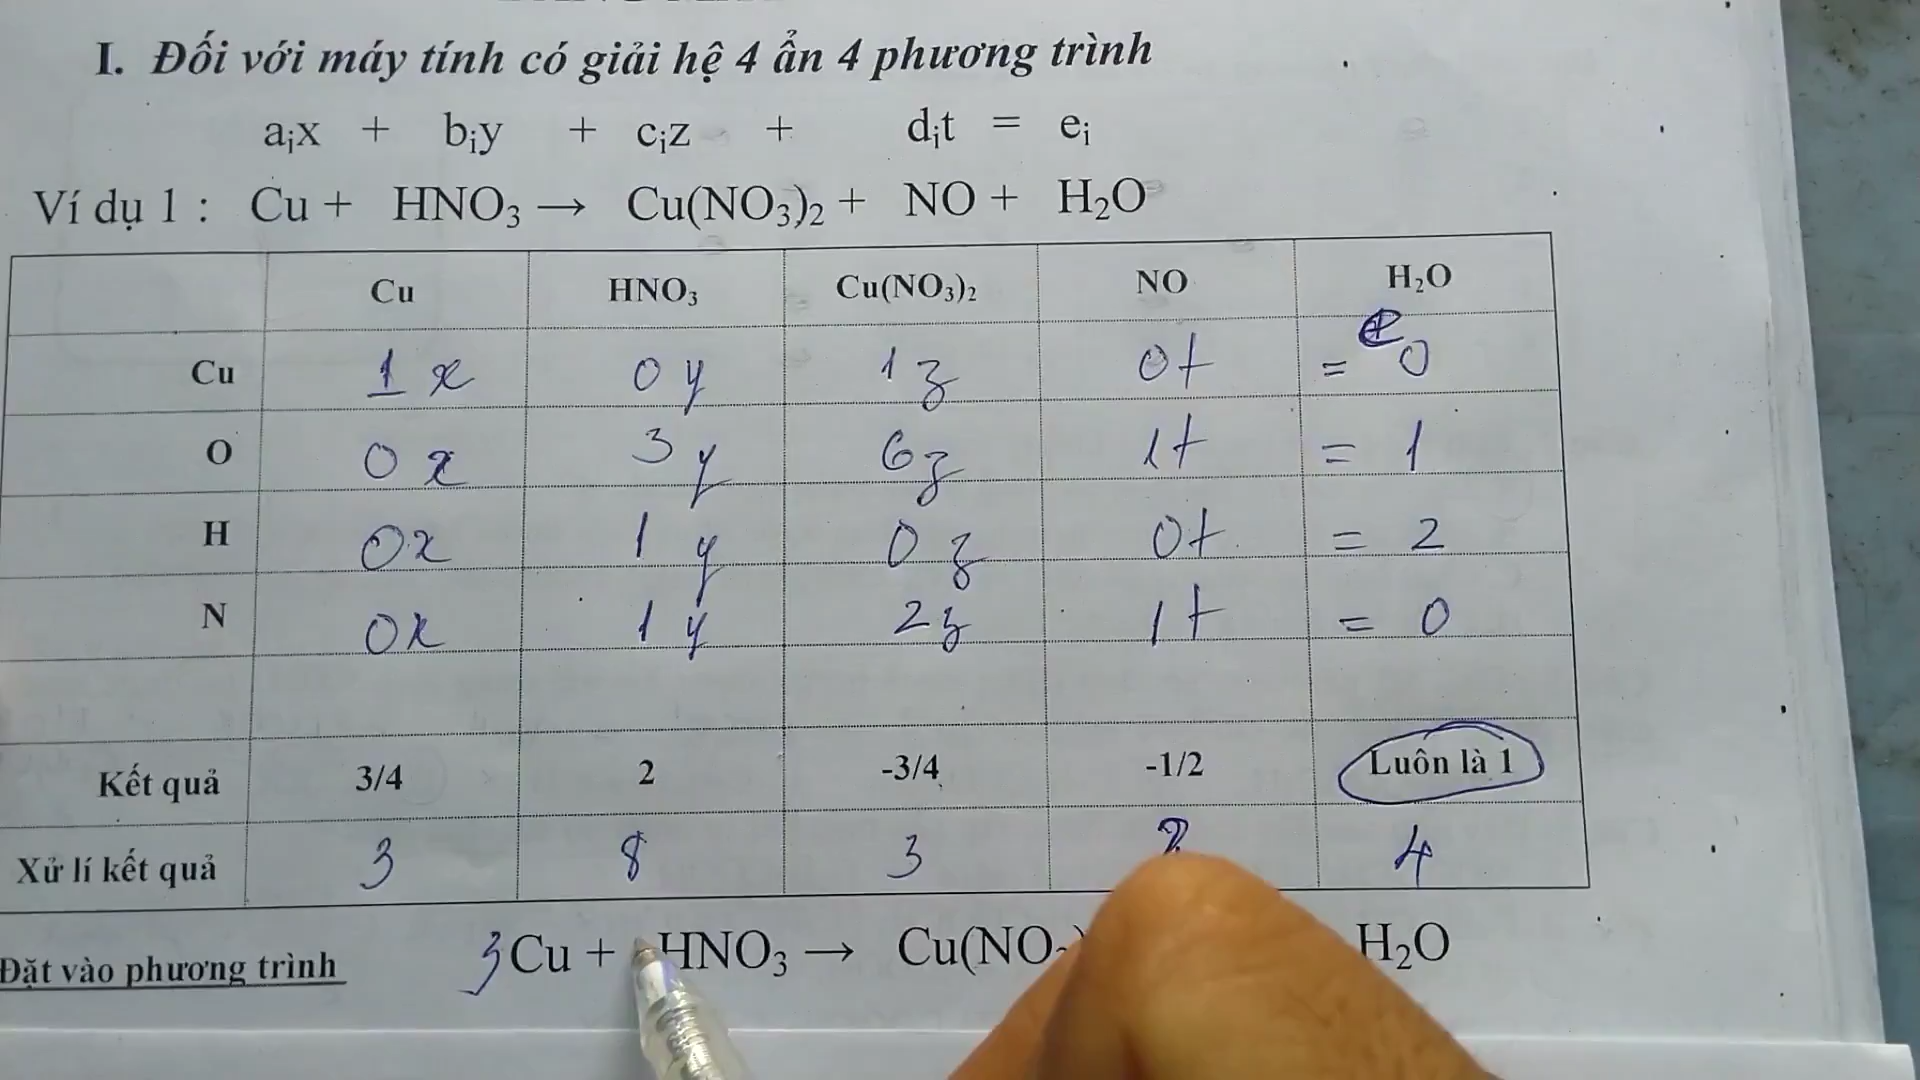 I. Đối với máy tính có giải hệ 4 ẩn 4 phương trình
aix + biy + ciz + dit = ei
Ví dụ 1 : Cu + HNO3 → Cu(NO3)2 + NO + H2O
Cu HNO3 Cu(NO3)2 NO H2O
e
Cu 1x 0y 1z 0t = 0
O 0x 3y 6z 1t = 1
H 0x 1y 0z 0t = 2
N 0x 1y 2z 1t = 0
Kết quả 3/4 2 -3/4 -1/2 Luôn là 1
Xử lí kết quả 3 8 3 2 4
Đặt vào phương trình 3Cu + HNO3 → Cu(NO H2O